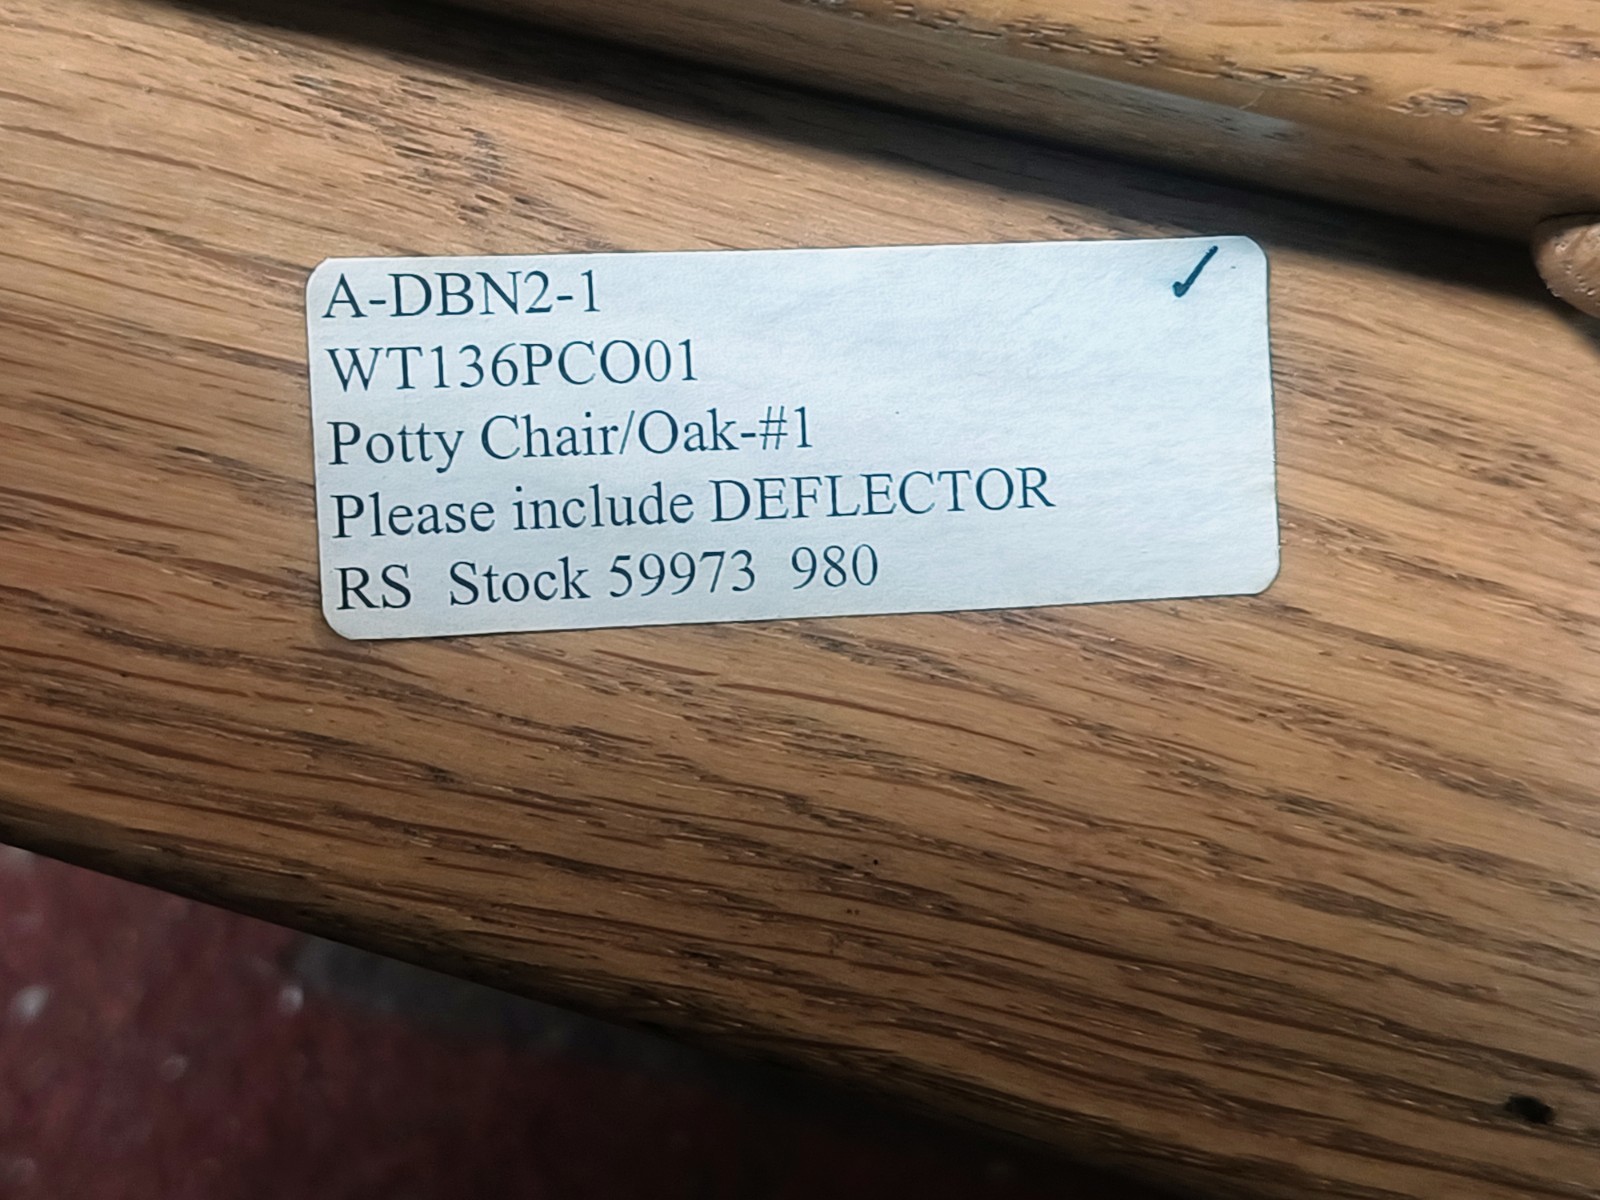 A-DBN2-1
WT136PCO01
Potty Chair/Oak-#1
Please include DEFLECTOR
RS Stock 59973 980